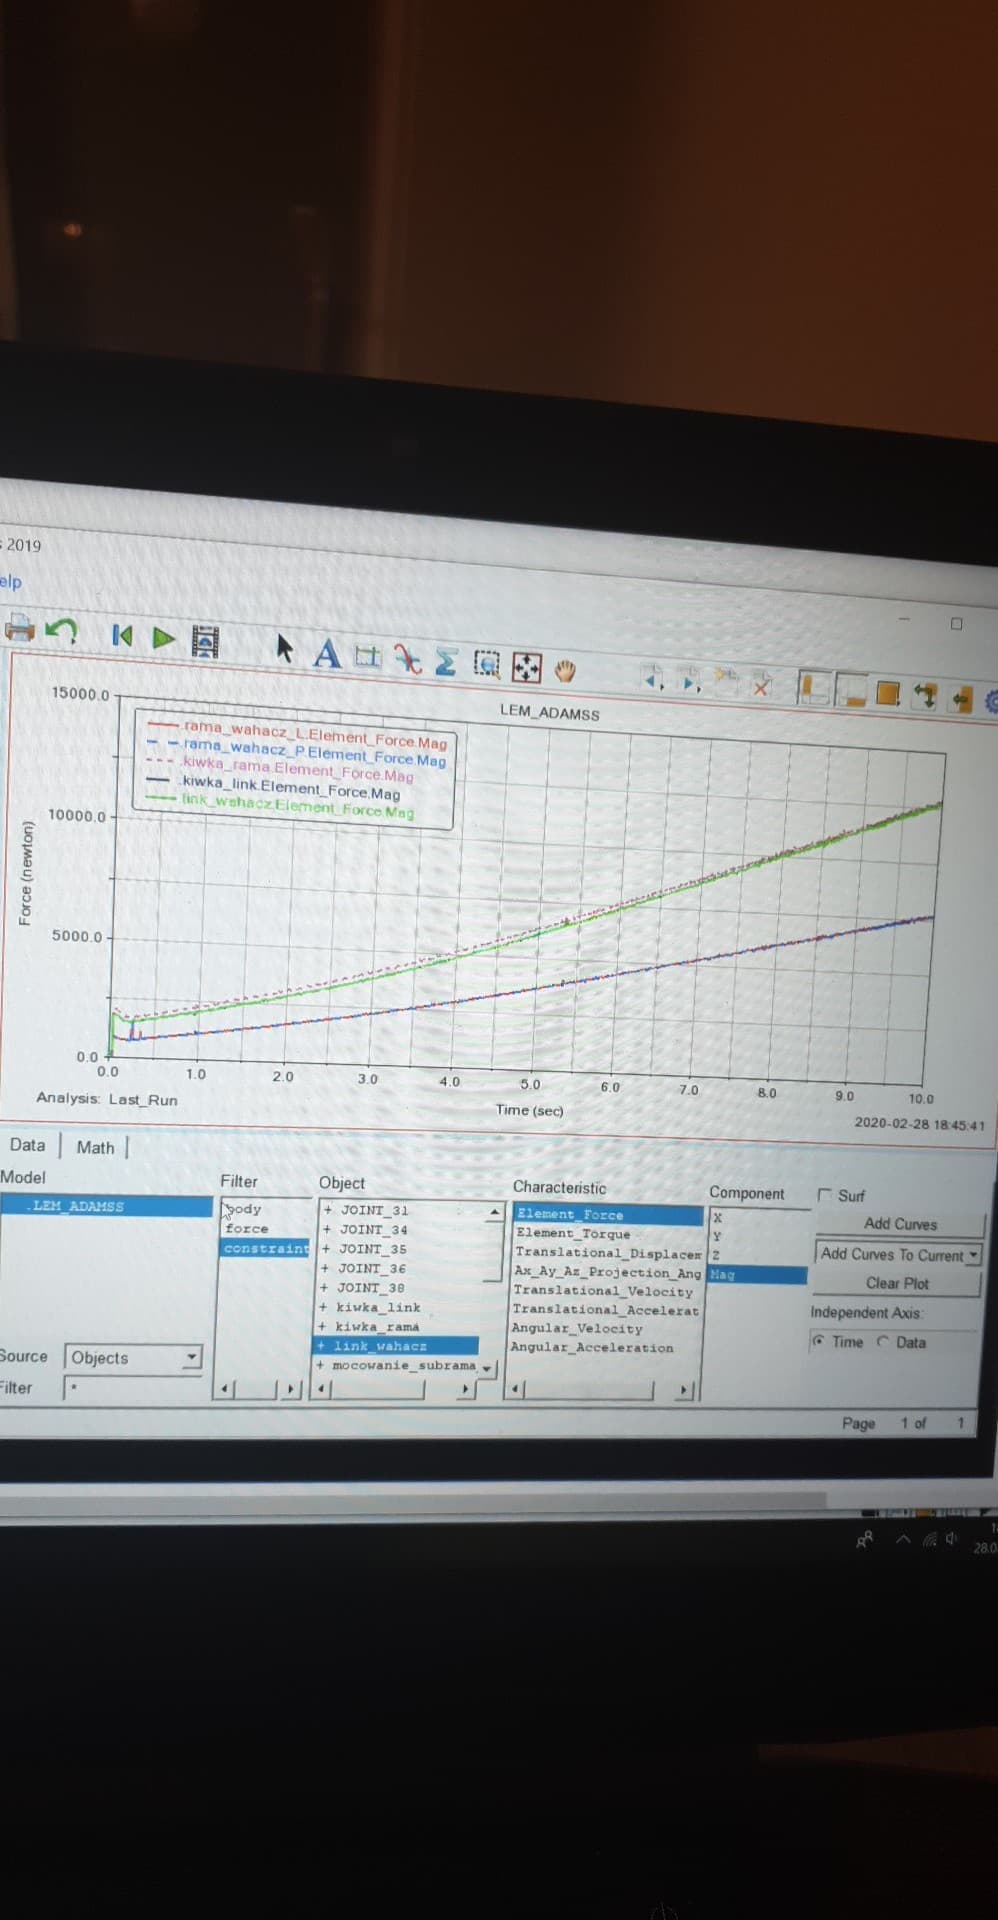 2019
elp
15000.0
LEM_ADAMSS
rama_wahacz_L.Element_Force.Mag
rama_wahacz_P.Element_Force.Mag
.kiwka_rama.Element_Force.Mag
.kiwka_link.Element_Force.Mag
link_wahacz.Element_Force.Mag
10000.0
Force (newton)
5000.0
0.0
0.0 1.0 2.0 3.0 4.0 5.0 6.0 7.0 8.0 9.0 10.0
Analysis: Last_Run
Time (sec)
2020-02-28 18:45:41
Data Math
Model
Filter
Object
Characteristic
Component
Surf
.LEM_ADAMSS
body
force
constraint
+ JOINT_31
+ JOINT_34
+ JOINT_35
+ JOINT_36
+ JOINT_38
+ kiwka_link
+ kiwka_rama
+ link_wahacz
+ mocowanie_subrama
Element_Force
Element_Torque
Translational_Displacem
Ax_Ay_Az_Projection_Ang
Translational_Velocity
Translational_Accelerat
Angular_Velocity
Angular_Acceleration
X
Y
Z
Mag
Add Curves
Add Curves To Current
Clear Plot
Independent Axis:
Time Data
Source Objects
Filter *
Page 1 of 1
28.0